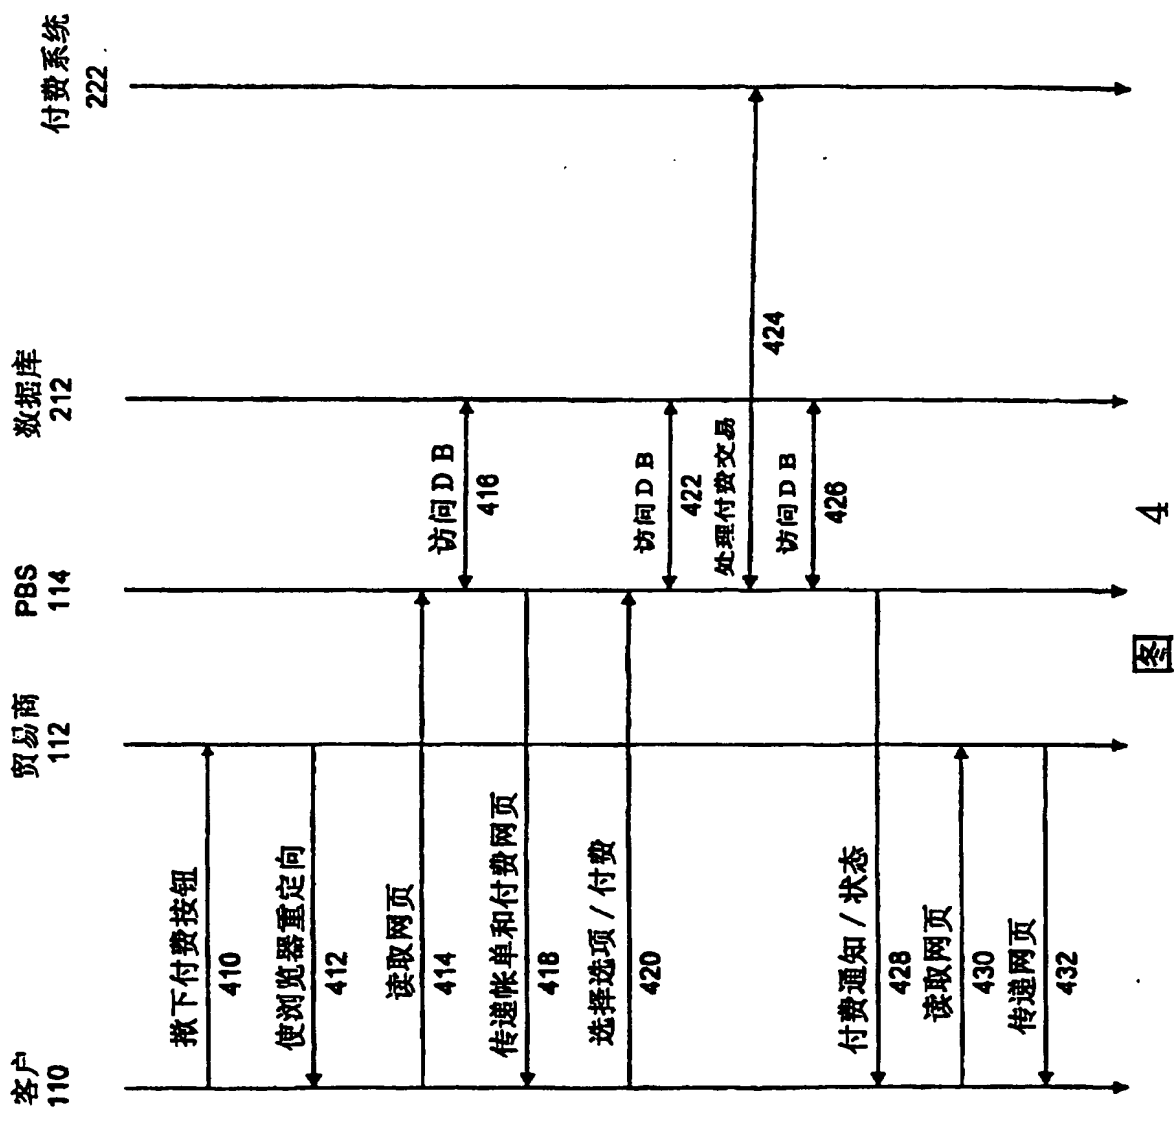 客户
110
贸易商
112
PBS
114
数据库
212
付费系统
222
揿下付费按钮
410
使浏览器重定向
412
读取网页
414
访问DB
416
传递帐单和付费网页
418
选择选项/付费
420
访问DB
422
处理付费交易
424
访问DB
426
付费通知/状态
428
读取网页
430
传递网页
432
图 4